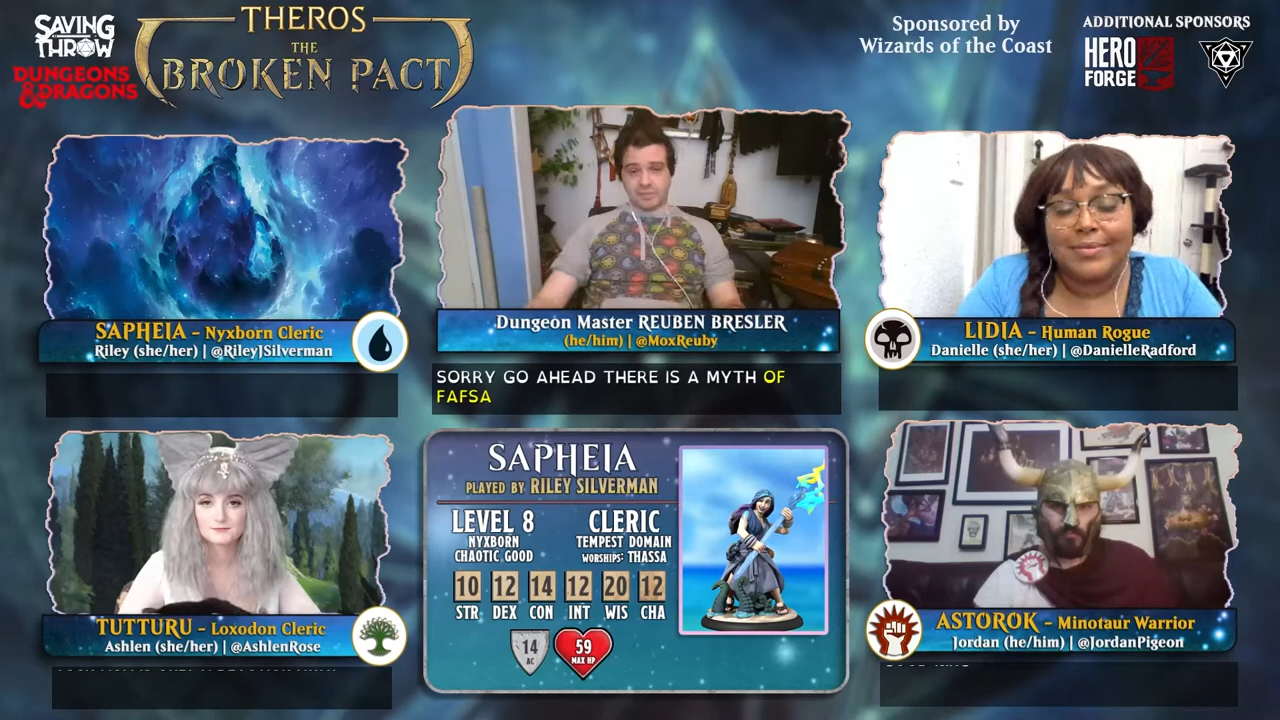 SAVING
THROW
DUNGEONS
& DRAGONS
THEROS
THE
BROKEN PACT
Sponsored by
Wizards of the Coast
ADDITIONAL SPONSORS
HERO
FORGE
SAPHEIA – Nyxborn Cleric
Riley (she/her) | @RileyJSilverman
Dungeon Master REUBEN BRESLER
(he/him) | @MoxReuby
LIDIA – Human Rogue
Danielle (she/her) | @DanielleRadford
SORRY GO AHEAD THERE IS A MYTH OF
FAFSA
TUTTURU – Loxodon Cleric
Ashlen (she/her) | @AshlenRose
SAPHEIA
PLAYED BY RILEY SILVERMAN
LEVEL 8
NYXBORN
CHAOTIC GOOD
CLERIC
TEMPEST DOMAIN
WORSHIPS: THASSA
10 12 14 12 20 12
STR DEX CON INT WIS CHA
14
AC
59
MAX HP
ASTOROK – Minotaur Warrior
Jordan (he/him) | @JordanPigeon